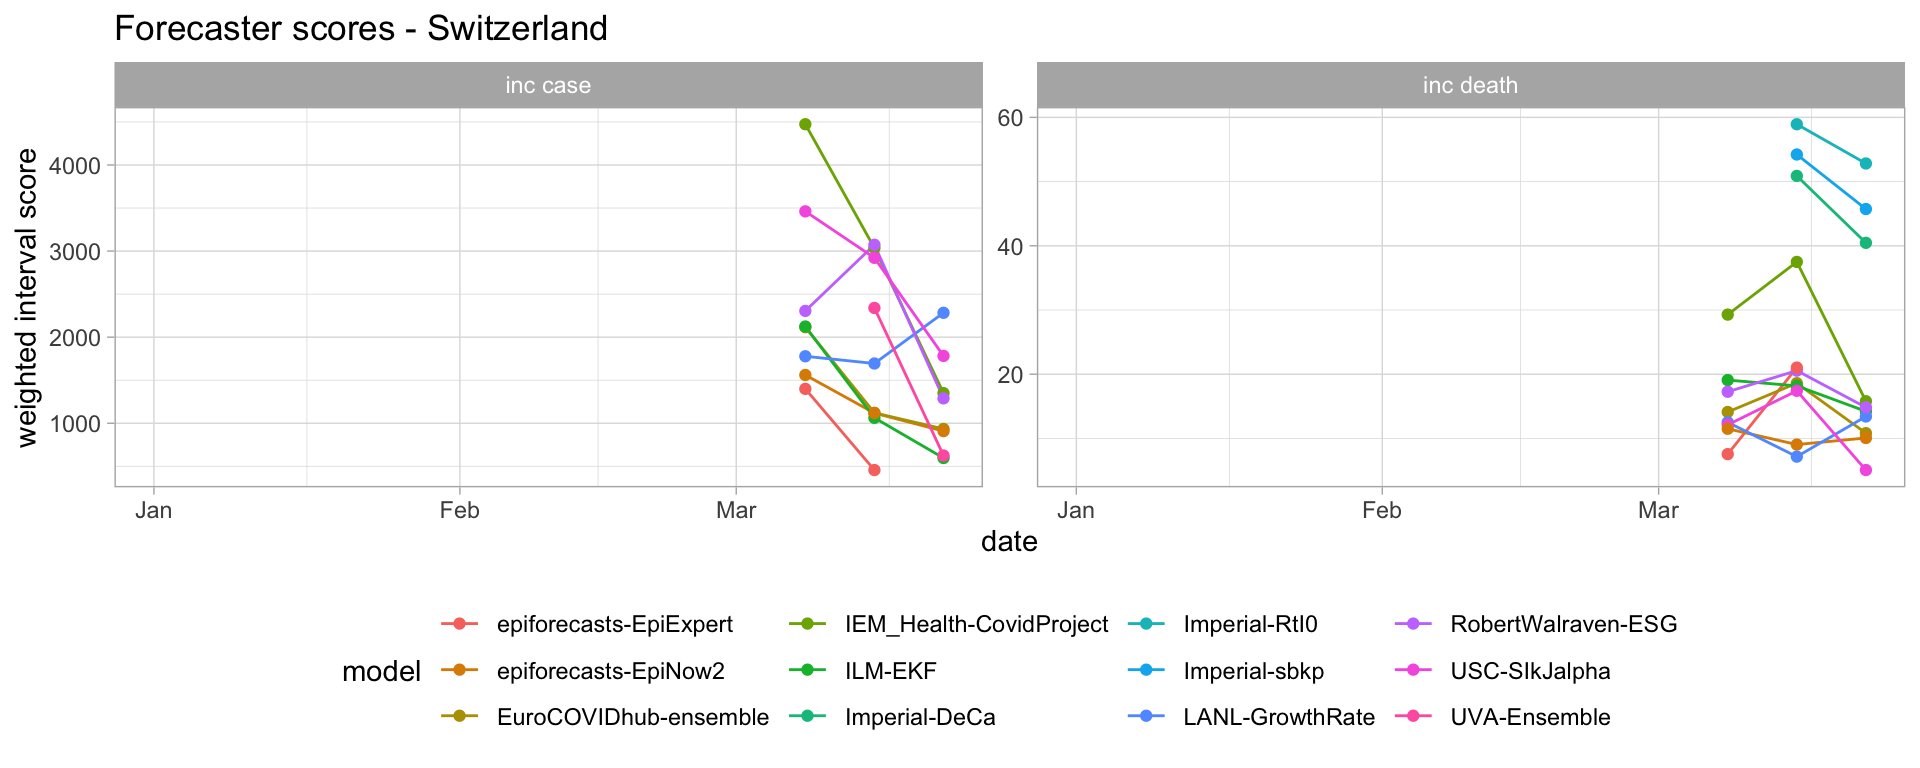 Forecaster scores - Switzerland
inc case
inc death
weighted interval score
4000
3000
2000
1000
60
40
20
Jan
Feb
Mar
Jan
Feb
Mar
date
model
epiforecasts-EpiExpert
epiforecasts-EpiNow2
EuroCOVIDhub-ensemble
IEM_Health-CovidProject
ILM-EKF
Imperial-DeCa
Imperial-RtI0
Imperial-sbkp
LANL-GrowthRate
RobertWalraven-ESG
USC-SIkJalpha
UVA-Ensemble